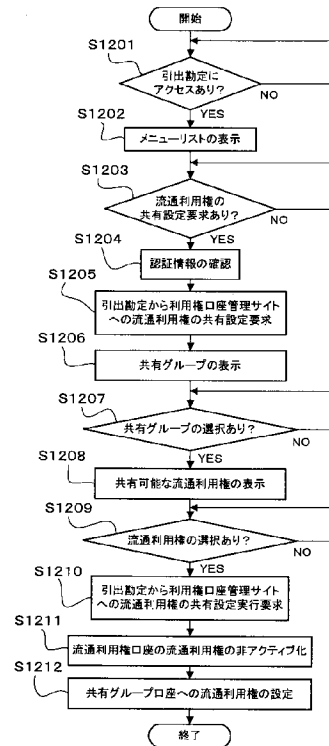 開始
S1201
引出勘定に
アクセスあり?
NO
YES
S1202
メニューリストの表示
S1203
流通利用権の
共有設定要求あり?
NO
YES
S1204
認証情報の確認
S1205
引出勘定から利用権口座管理サイト
への流通利用権の共有設定要求
S1206
共有グループの表示
S1207
共有グループの選択あり?
NO
YES
S1208
共有可能な流通利用権の表示
S1209
流通利用権の選択あり?
NO
YES
S1210
引出勘定から利用権口座管理サイト
への流通利用権の共有設定実行要求
S1211
流通利用権口座の流通利用権の非アクティブ化
S1212
共有グループ口座への流通利用権の設定
終了